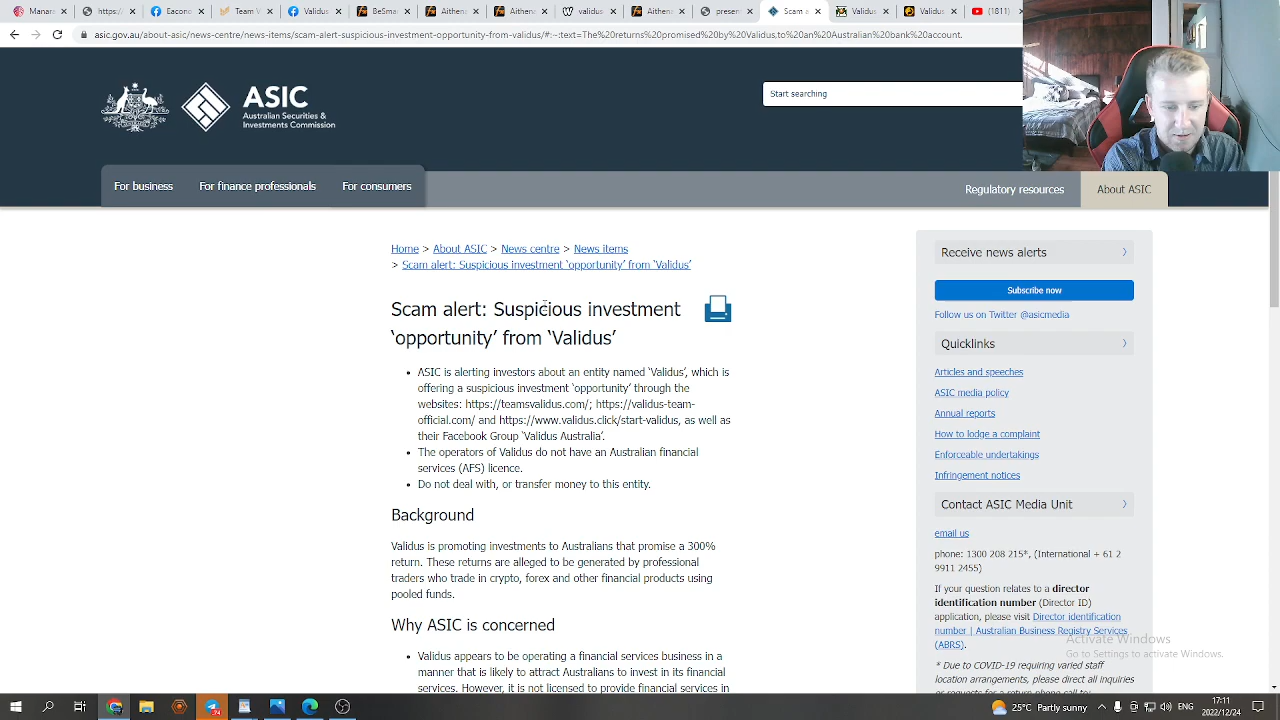 Manora
https:/
Facebo
Team V
Validus
BeSma
Aithen
Aithen
validus
Aithen
presen
Scam a
Validus
Validus
(1811)
asic.gov.au/about-asic/news-centre/news-items/scam-alert-suspicious-investment-opportunity-from-validus/#:~:text=The%20returns%20promised%20by%20Validus,to%20an%20Australian%20bank%20account.
ASIC
Australian Securities &
Investments Commission
Start searching
For business
For finance professionals
For consumers
Regulatory resources
About ASIC
Home > About ASIC > News centre > News items
> Scam alert: Suspicious investment ‘opportunity’ from ‘Validus’
Scam alert: Suspicious investment
‘opportunity’ from ‘Validus’
• ASIC is alerting investors about an entity named ‘Validus’, which is
offering a suspicious investment ‘opportunity’ through the
websites: https://teamsvalidus.com/; https://validus-team-
official.com/ and https://www.validus.click/start-validus, as well as
their Facebook Group ‘Validus Australia’.
• The operators of Validus do not have an Australian financial
services (AFS) licence.
• Do not deal with, or transfer money to this entity.
Background
Validus is promoting investments to Australians that promise a 300%
return. These returns are alleged to be generated by professional
traders who trade in crypto, forex and other financial products using
pooled funds.
Why ASIC is concerned
• Validus appears to be operating a financial services business in a
manner that is likely to attract Australians to invest in its financial
services. However, it is not licensed to provide financial services in
Receive news alerts
Subscribe now
Follow us on Twitter @asicmedia
Quicklinks
Articles and speeches
ASIC media policy
Annual reports
How to lodge a complaint
Enforceable undertakings
Infringement notices
Contact ASIC Media Unit
email us
phone: 1300 208 215*, (International + 61 2
9911 2455)
If your question relates to a director
identification number (Director ID)
application, please visit Director identification
number | Australian Business Registry Services
(ABRS).
* Due to COVID-19 requiring varied staff
location arrangements, please direct all inquiries
or requests for a return phone call to:
Activate Windows
Go to Settings to activate Windows.
74
27°C
ENG
17:11
2022/12/24